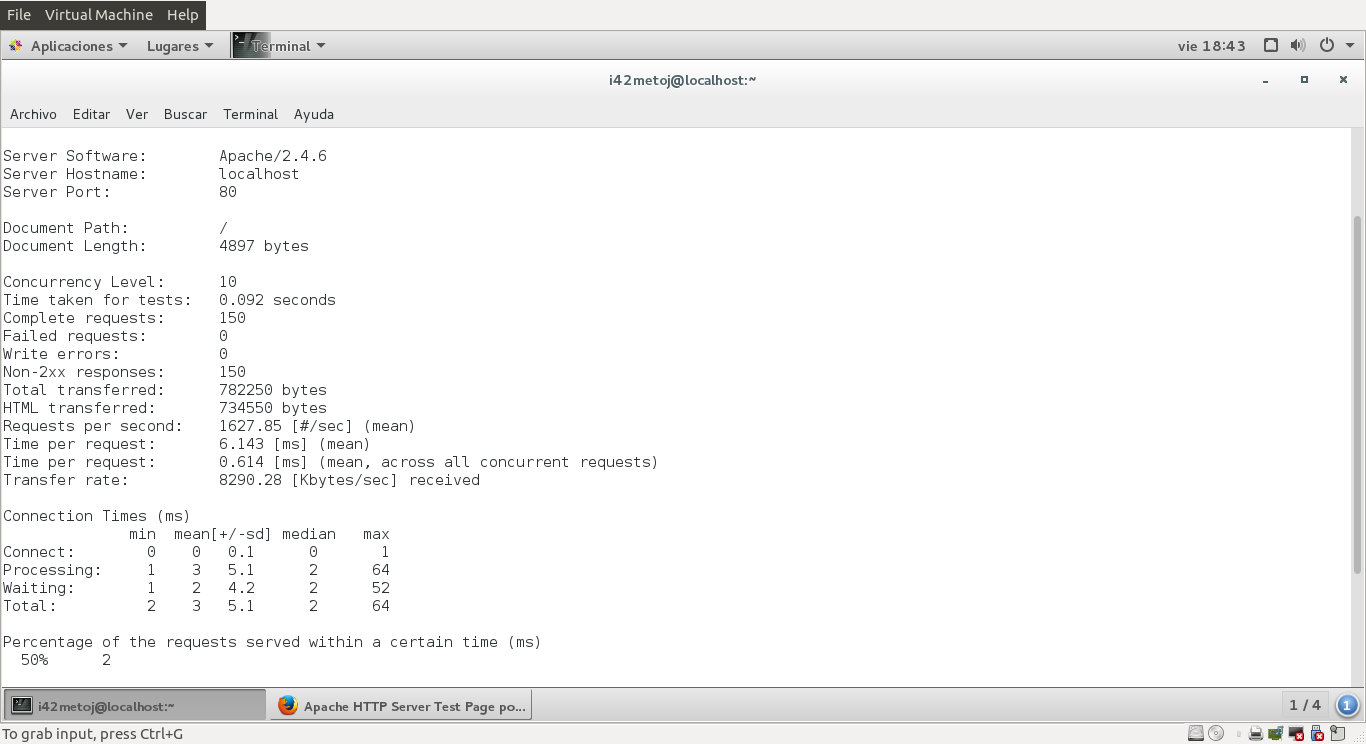 File Virtual Machine Help
Aplicaciones Lugares Terminal vie 18:43
i42metoj@localhost:~
Archivo Editar Ver Buscar Terminal Ayuda
Server Software: Apache/2.4.6
Server Hostname: localhost
Server Port: 80
Document Path: /
Document Length: 4897 bytes
Concurrency Level: 10
Time taken for tests: 0.092 seconds
Complete requests: 150
Failed requests: 0
Write errors: 0
Non-2xx responses: 150
Total transferred: 782250 bytes
HTML transferred: 734550 bytes
Requests per second: 1627.85 [#/sec] (mean)
Time per request: 6.143 [ms] (mean)
Time per request: 0.614 [ms] (mean, across all concurrent requests)
Transfer rate: 8290.28 [Kbytes/sec] received
Connection Times (ms)
min mean[+/-sd] median max
Connect: 0 0 0.1 0 1
Processing: 1 3 5.1 2 64
Waiting: 1 2 4.2 2 52
Total: 2 3 5.1 2 64
Percentage of the requests served within a certain time (ms)
50% 2
i42metoj@localhost:~ Apache HTTP Server Test Page po... 1 / 4 1
To grab input, press Ctrl+G